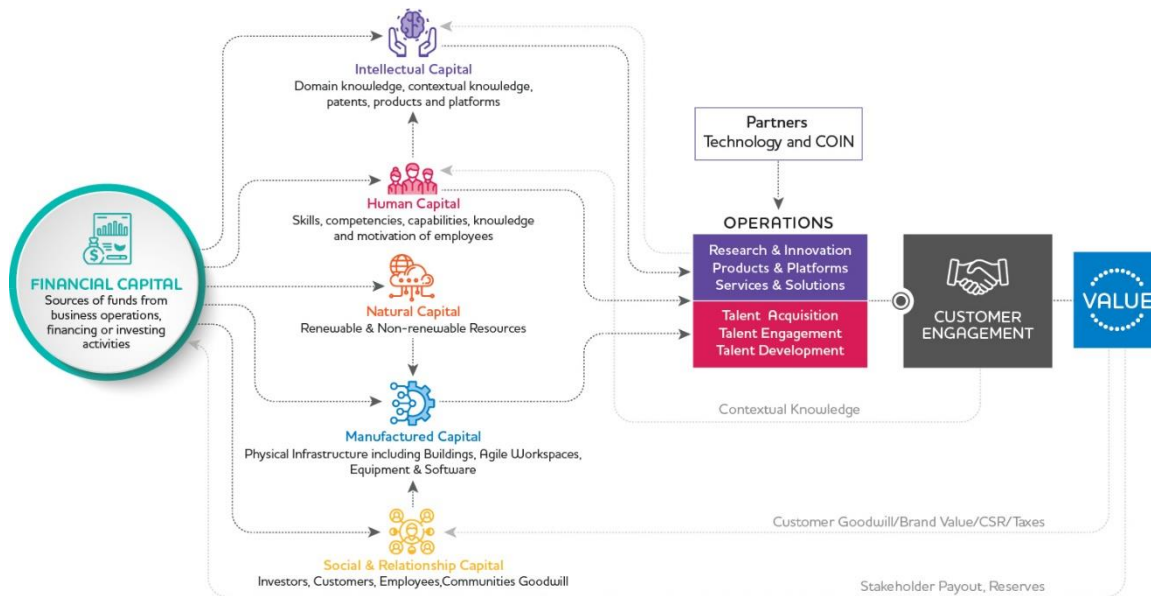 Intellectual Capital
Domain knowledge, contextual knowledge,
patents, products and platforms
Partners
Technology and COIN
Human Capital
Skills, competencies, capabilities, knowledge
and motivation of employees
FINANCIAL CAPITAL
Sources of funds from
business operations,
financing or investing
activities
Natural Capital
Renewable & Non-renewable Resources
OPERATIONS
Research & Innovation
Products & Platforms
Services & Solutions
Talent Acquisition
Talent Engagement
Talent Development
CUSTOMER
ENGAGEMENT
VALUE
Contextual Knowledge
Manufactured Capital
Physical Infrastructure including Buildings, Agile Workspaces,
Equipment & Software
Customer Goodwill/Brand Value/CSR/Taxes
Social & Relationship Capital
Investors, Customers, Employees,Communities Goodwill
Stakeholder Payout, Reserves